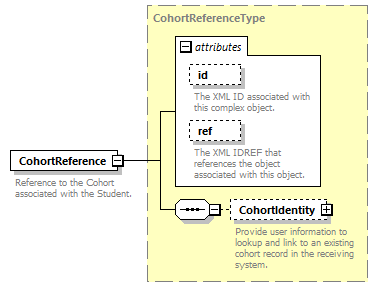 CohortReferenceType
attributes
id
The XML ID associated with
this complex object.
ref
The XML IDREF that
references the object
associated with this object.
CohortReference
Reference to the Cohort
associated with the Student.
CohortIdentity
Provide user information to
lookup and link to an existing
cohort record in the receiving
system.